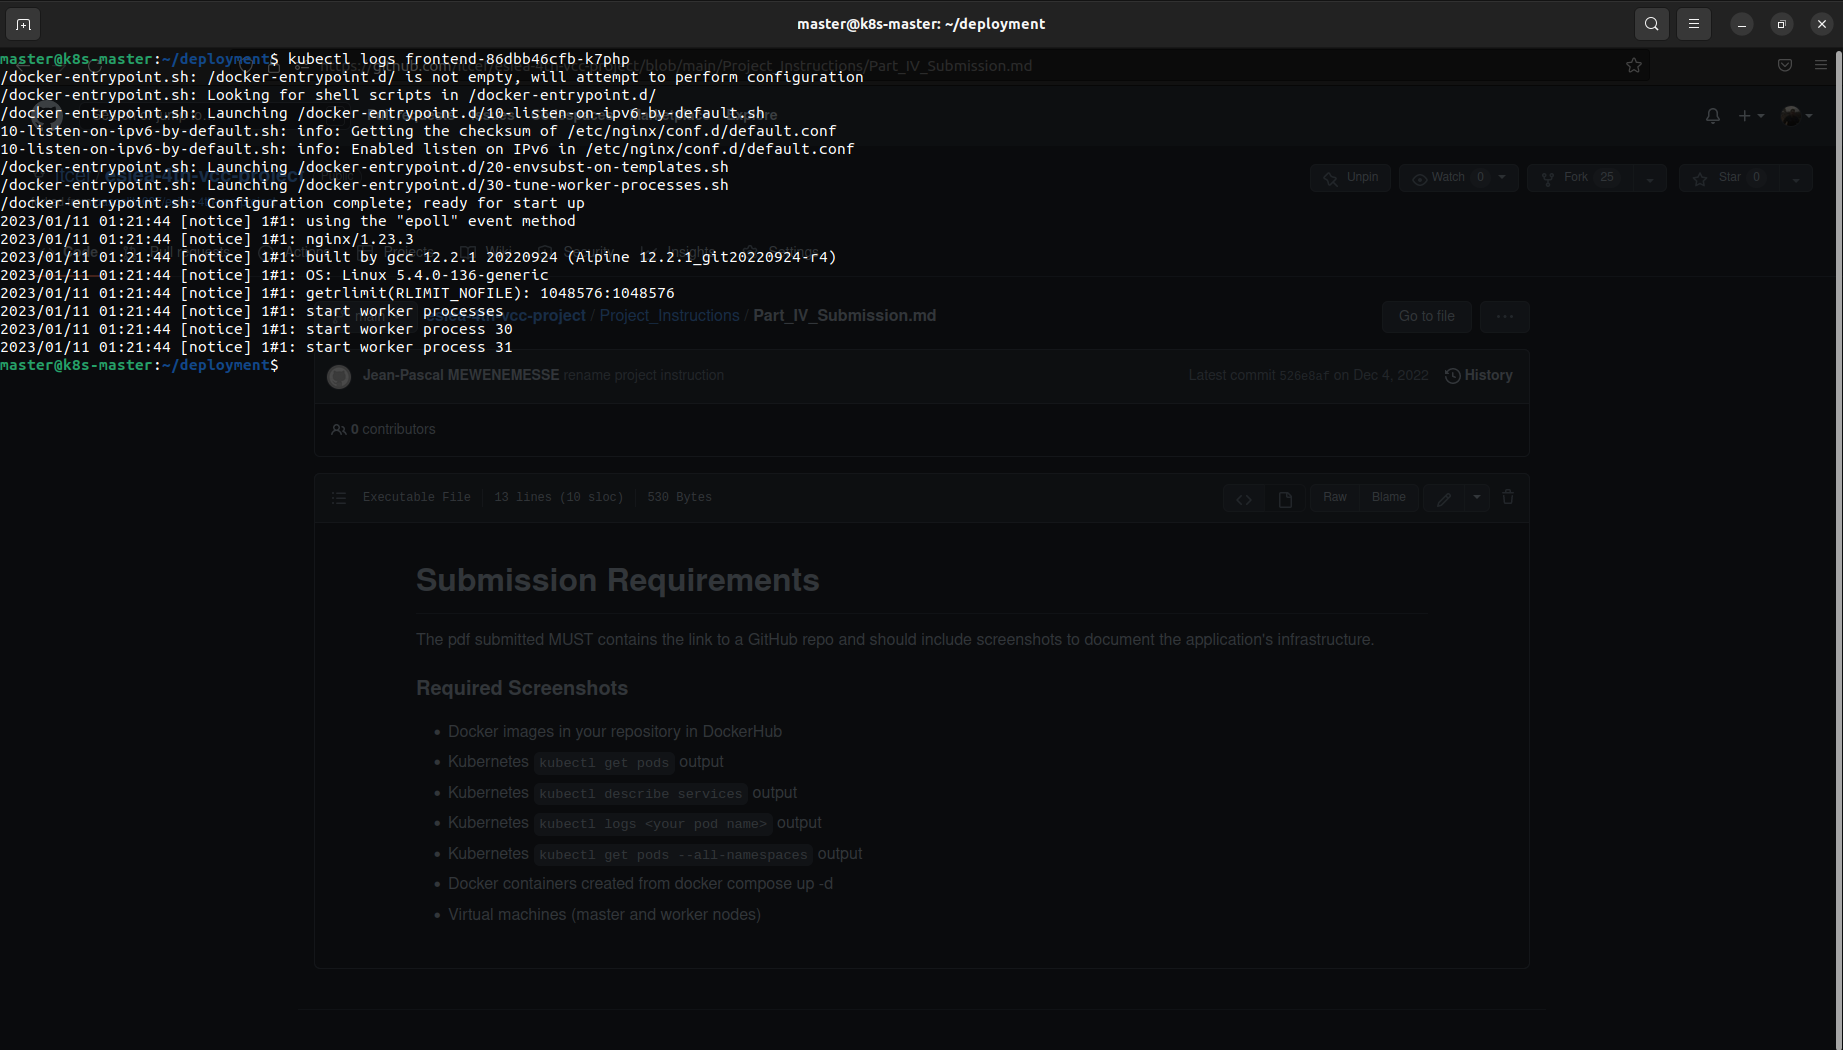 master@k8s-master: ~/deployment
master@k8s-master:~/deployment$ kubectl logs frontend-86dbb46cfb-k7php
/docker-entrypoint.sh: /docker-entrypoint.d/ is not empty, will attempt to perform configuration
/docker-entrypoint.sh: Looking for shell scripts in /docker-entrypoint.d/
/docker-entrypoint.sh: Launching /docker-entrypoint.d/10-listen-on-ipv6-by-default.sh
10-listen-on-ipv6-by-default.sh: info: Getting the checksum of /etc/nginx/conf.d/default.conf
10-listen-on-ipv6-by-default.sh: info: Enabled listen on IPv6 in /etc/nginx/conf.d/default.conf
/docker-entrypoint.sh: Launching /docker-entrypoint.d/20-envsubst-on-templates.sh
/docker-entrypoint.sh: Launching /docker-entrypoint.d/30-tune-worker-processes.sh
/docker-entrypoint.sh: Configuration complete; ready for start up
2023/01/11 01:21:44 [notice] 1#1: using the "epoll" event method
2023/01/11 01:21:44 [notice] 1#1: nginx/1.23.3
2023/01/11 01:21:44 [notice] 1#1: built by gcc 12.2.1 20220924 (Alpine 12.2.1_git20220924-r4)
2023/01/11 01:21:44 [notice] 1#1: OS: Linux 5.4.0-136-generic
2023/01/11 01:21:44 [notice] 1#1: getrlimit(RLIMIT_NOFILE): 1048576:1048576
2023/01/11 01:21:44 [notice] 1#1: start worker processes
2023/01/11 01:21:44 [notice] 1#1: start worker process 30
2023/01/11 01:21:44 [notice] 1#1: start worker process 31
master@k8s-master:~/deployment$
/blob/main/Project_Instructions/Part_IV_Submission.md
Unpin Watch 0 Fork 25 Star 0
Pull requests Actions Projects Wiki Security Insights Settings
main vcc-project / Project_Instructions / Part_IV_Submission.md
Go to file ...
Jean-Pascal MEWENEMESSE rename project instruction
Latest commit 526e8af on Dec 4, 2022 History
0 contributors
Executable File 13 lines (10 sloc) 530 Bytes
Raw Blame
Submission Requirements
The pdf submitted MUST contains the link to a GitHub repo and should include screenshots to document the application's infrastructure.
Required Screenshots
• Docker images in your repository in DockerHub
• Kubernetes kubectl get pods output
• Kubernetes kubectl describe services output
• Kubernetes kubectl logs <your pod name> output
• Kubernetes kubectl get pods --all-namespaces output
• Docker containers created from docker compose up -d
• Virtual machines (master and worker nodes)